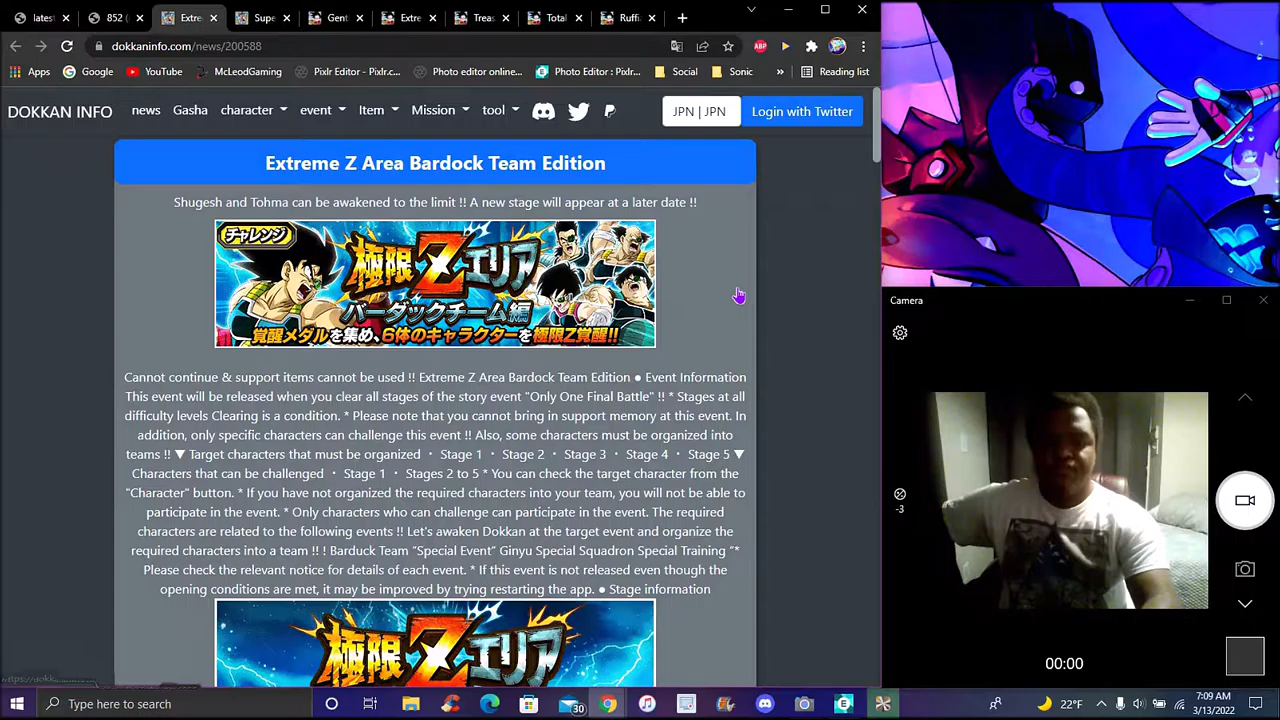 latest
852 (
Extre
Supe
Gent
Extre
Treas
Total
Ruffi
dokkaninfo.com/news/200588
ABP
Apps
Google
YouTube
McLeodGaming
Pixlr Editor - Pixlr.c...
Photo editor online...
Photo Editor : Pixlr...
Social
Sonic
»
Reading list
DOKKAN INFO
news
Gasha
character
event
Item
Mission
tool
JPN | JPN
Login with Twitter
Extreme Z Area Bardock Team Edition
Shugesh and Tohma can be awakened to the limit !! A new stage will appear at a later date !!
チャレンジ
極限Zエリア
バーダックチーム編
覚醒メダルを集め、6体のキャラクターを極限Z覚醒!!
Cannot continue & support items cannot be used !! Extreme Z Area Bardock Team Edition ● Event Information
This event will be released when you clear all stages of the story event "Only One Final Battle" !! * Stages at all
difficulty levels Clearing is a condition. * Please note that you cannot bring in support memory at this event. In
addition, only specific characters can challenge this event !! Also, some characters must be organized into
teams !! ▼ Target characters that must be organized ・ Stage 1 ・ Stage 2 ・ Stage 3 ・ Stage 4 ・ Stage 5 ▼
Characters that can be challenged ・ Stage 1 ・ Stages 2 to 5 * You can check the target character from the
"Character" button. * If you have not organized the required characters into your team, you will not be able to
participate in the event. * Only characters who can challenge can participate in the event. The required
characters are related to the following events !! Let's awaken Dokkan at the target event and organize the
required characters into a team !! ! Barduck Team "Special Event" Ginyu Special Squadron Special Training "*
Please check the relevant notice for details of each event. * If this event is not released even though the
opening conditions are met, it may be improved by trying restarting the app. ● Stage information
極限Zエリア
Camera
-3
00:00
Type here to search
30
22°F
7:09 AM
3/13/2022